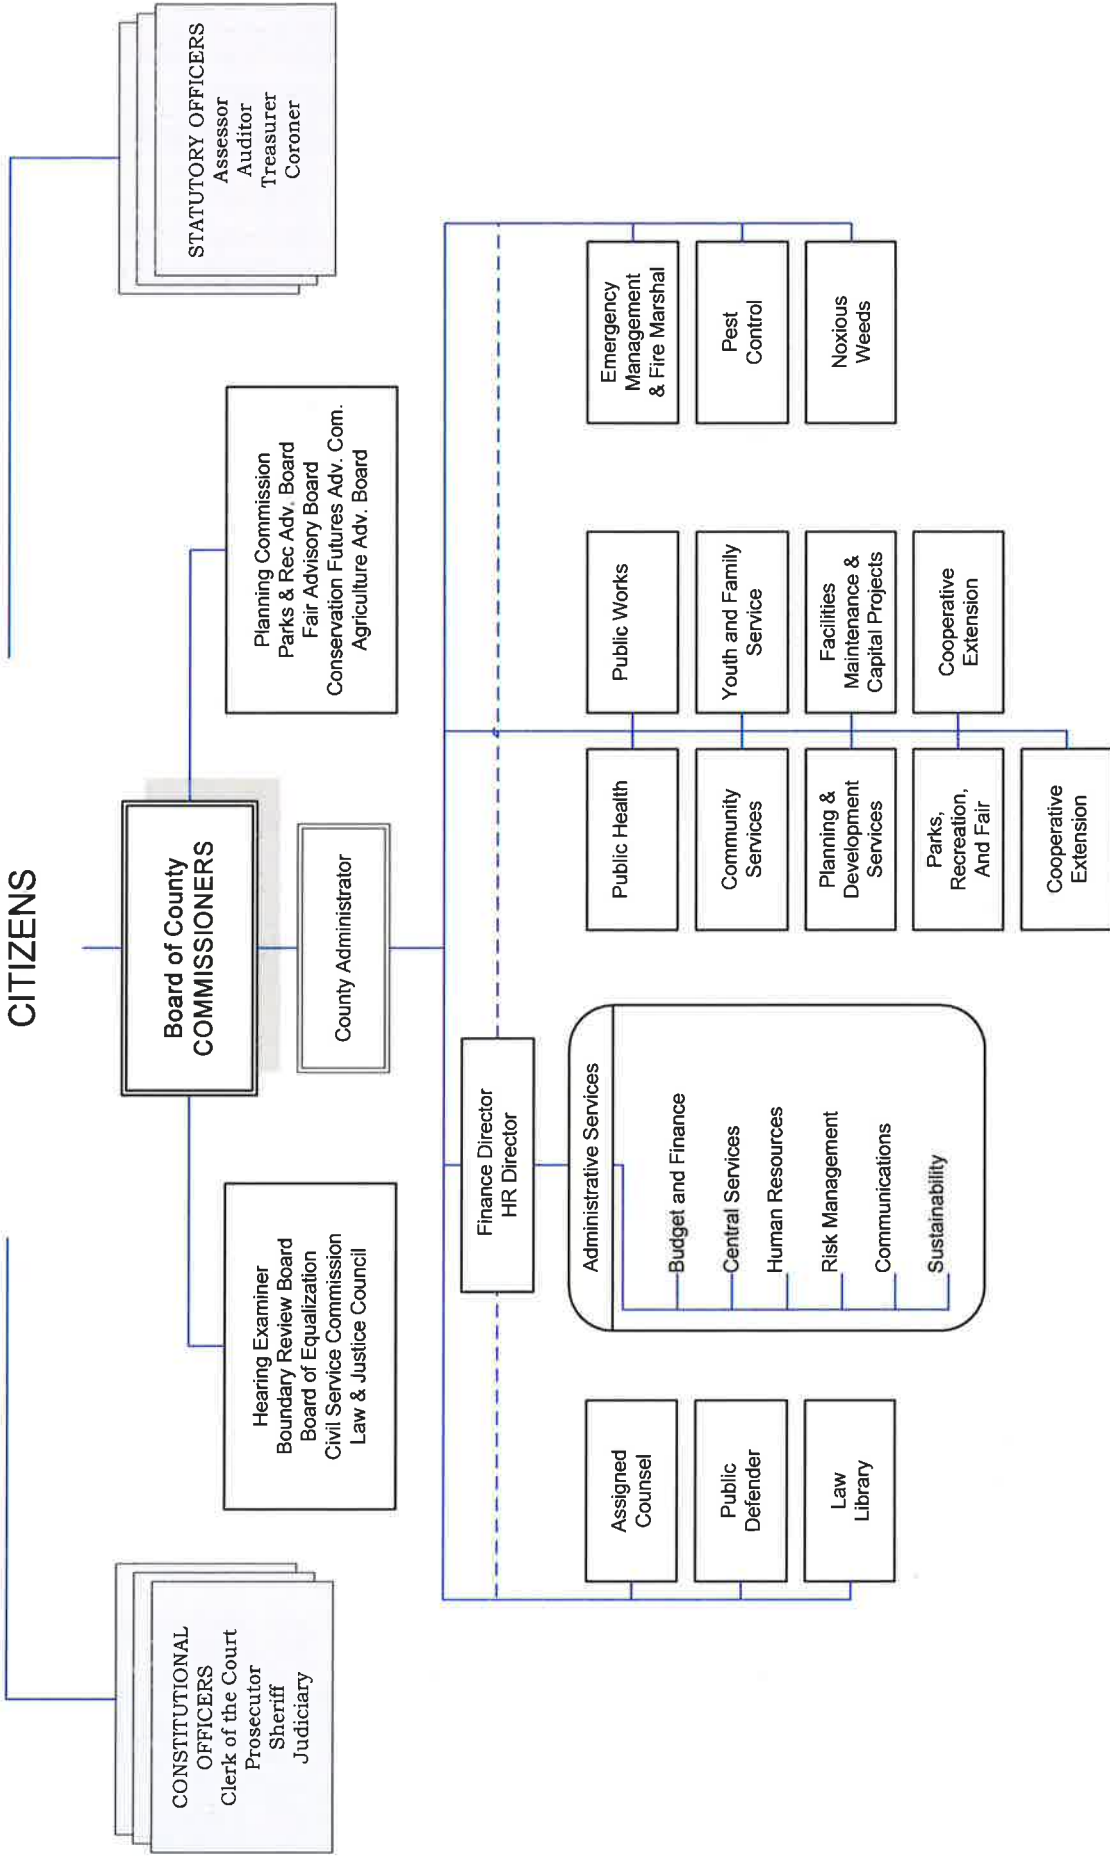 CITIZENS
CONSTITUTIONAL
OFFICERS
Clerk of the Court
Prosecutor
Sheriff
Judiciary
Board of County
COMMISSIONERS
STATUTORY OFFICERS
Assessor
Auditor
Treasurer
Coroner
Hearing Examiner
Boundary Review Board
Board of Equalization
Civil Service Commission
Law & Justice Council
County Administrator
Planning Commission
Parks & Rec Adv. Board
Fair Advisory Board
Conservation Futures Adv. Com.
Agriculture Adv. Board
Finance Director
HR Director
Assigned
Counsel
Public
Defender
Law
Library
Administrative Services
Budget and Finance
Central Services
Human Resources
Risk Management
Communications
Sustainability
Public Health
Community
Services
Planning &
Development
Services
Parks,
Recreation,
And Fair
Cooperative
Extension
Public Works
Youth and Family
Service
Facilities
Maintenance &
Capital Projects
Cooperative
Extension
Emergency
Management
& Fire Marshal
Pest
Control
Noxious
Weeds